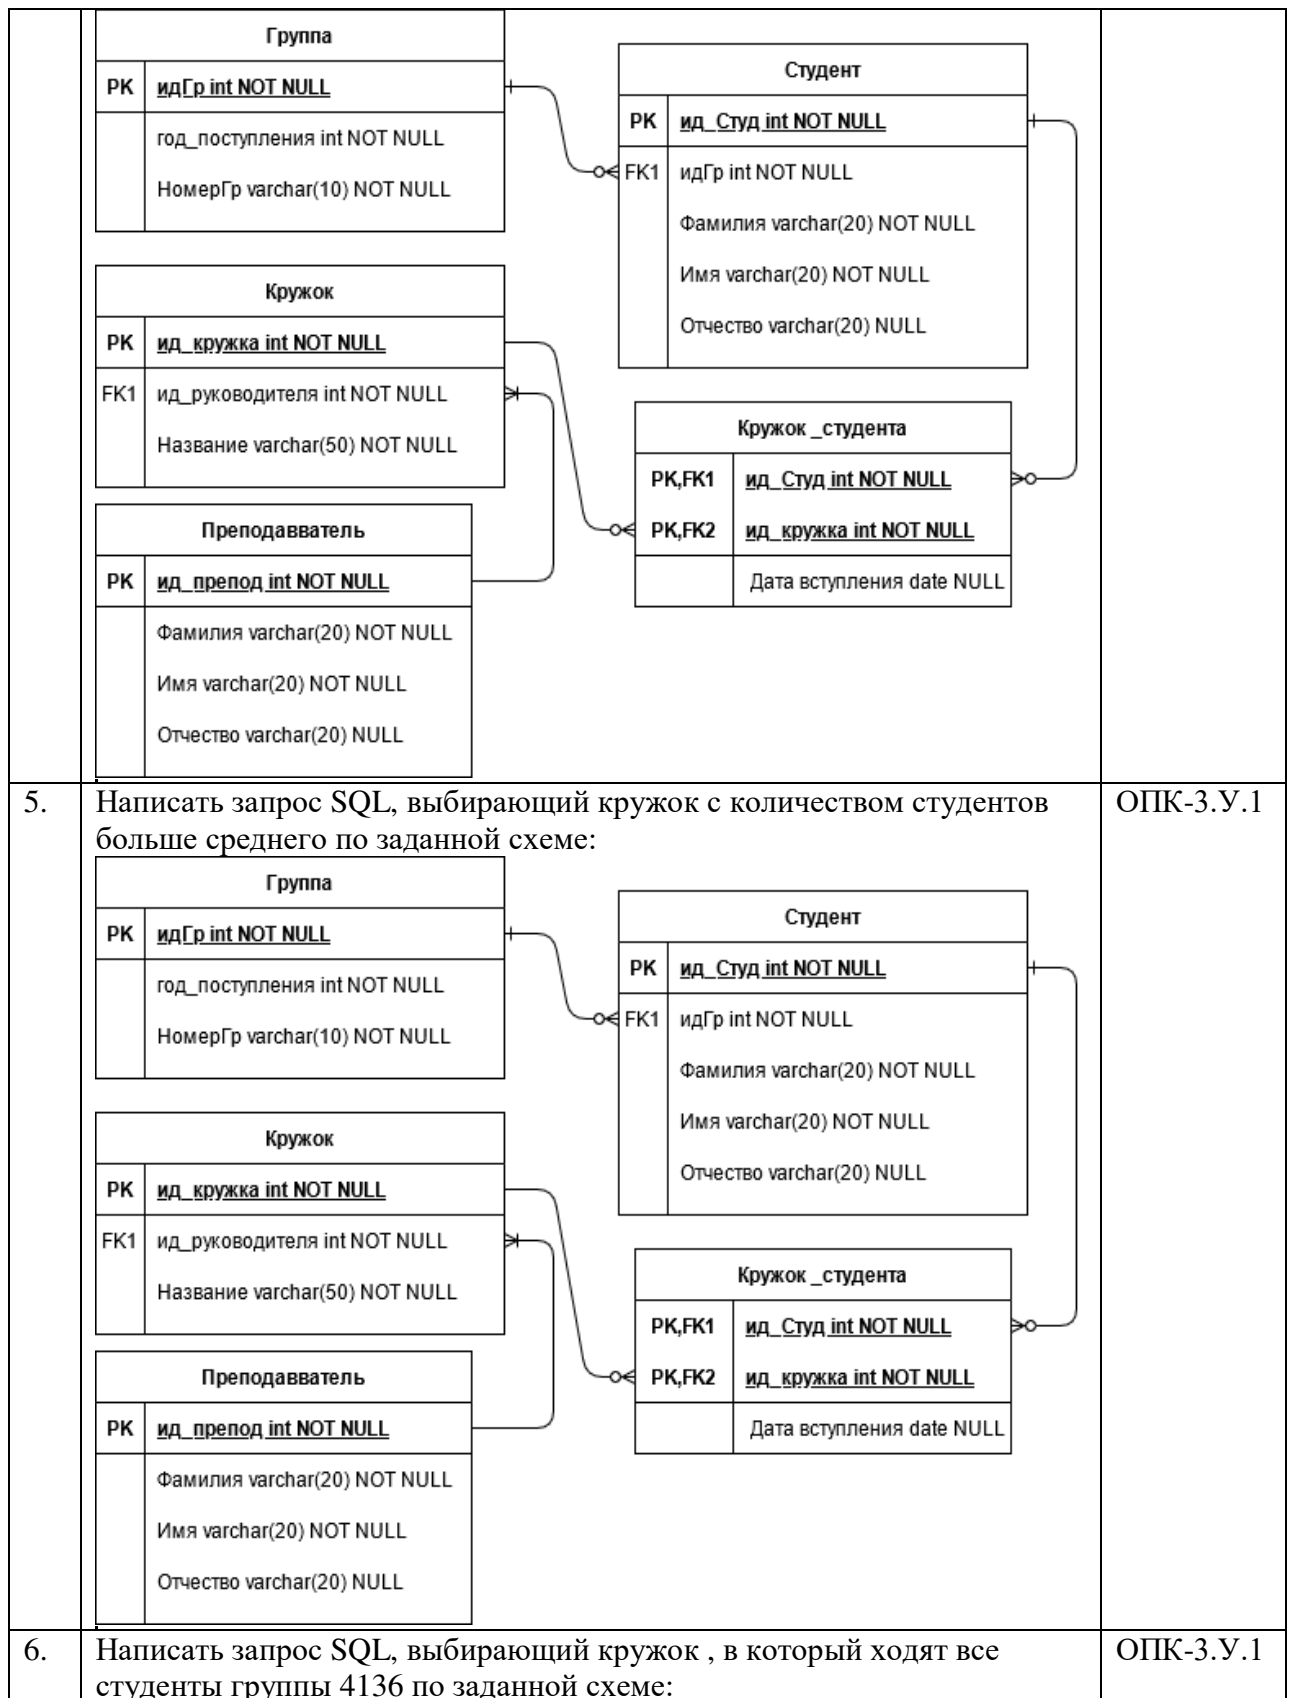 Группа
PK идГр int NOT NULL
год_поступления int NOT NULL
НомерГр varchar(10) NOT NULL
Студент
PK ид_Студ int NOT NULL
FK1 идГр int NOT NULL
Фамилия varchar(20) NOT NULL
Имя varchar(20) NOT NULL
Отчество varchar(20) NULL
Кружок
PK ид_кружка int NOT NULL
FK1 ид_руководителя int NOT NULL
Название varchar(50) NOT NULL
Кружок _студента
PK,FK1 ид_Студ int NOT NULL
PK,FK2 ид_кружка int NOT NULL
Дата вступления date NULL
Преподавватель
PK ид_препод int NOT NULL
Фамилия varchar(20) NOT NULL
Имя varchar(20) NOT NULL
Отчество varchar(20) NULL
5. Написать запрос SQL, выбирающий кружок с количеством студентов ОПК-3.У.1
больше среднего по заданной схеме:
Группа
PK идГр int NOT NULL
год_поступления int NOT NULL
НомерГр varchar(10) NOT NULL
Студент
PK ид_Студ int NOT NULL
FK1 идГр int NOT NULL
Фамилия varchar(20) NOT NULL
Имя varchar(20) NOT NULL
Отчество varchar(20) NULL
Кружок
PK ид_кружка int NOT NULL
FK1 ид_руководителя int NOT NULL
Название varchar(50) NOT NULL
Кружок _студента
PK,FK1 ид_Студ int NOT NULL
PK,FK2 ид_кружка int NOT NULL
Дата вступления date NULL
Преподавватель
PK ид_препод int NOT NULL
Фамилия varchar(20) NOT NULL
Имя varchar(20) NOT NULL
Отчество varchar(20) NULL
6. Написать запрос SQL, выбирающий кружок , в который ходят все ОПК-3.У.1
студенты группы 4136 по заданной схеме: